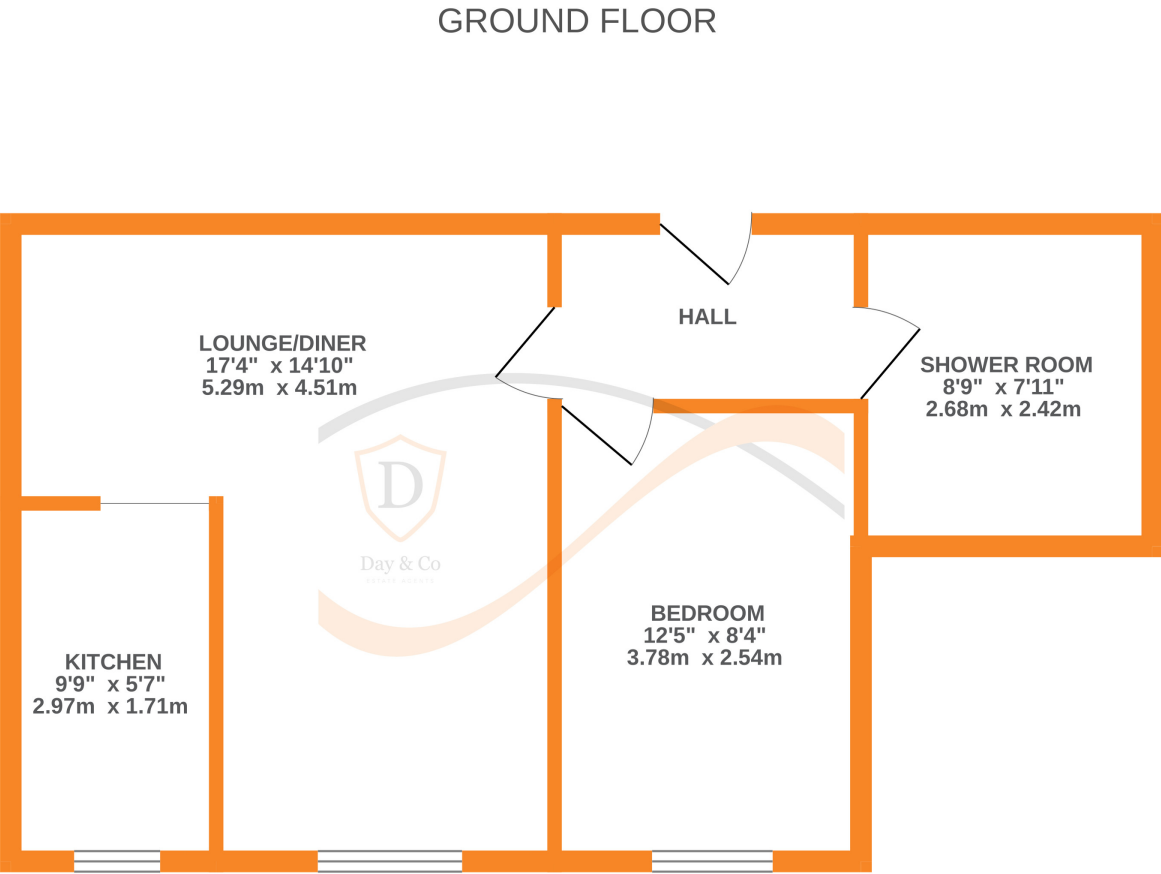 GROUND FLOOR
HALL
LOUNGE/DINER
17'4" x 14'10"
5.29m x 4.51m
SHOWER ROOM
8'9" x 7'11"
2.68m x 2.42m
D
Day & Co
ESTATE AGENTS
BEDROOM
12'5" x 8'4"
3.78m x 2.54m
KITCHEN
9'9" x 5'7"
2.97m x 1.71m